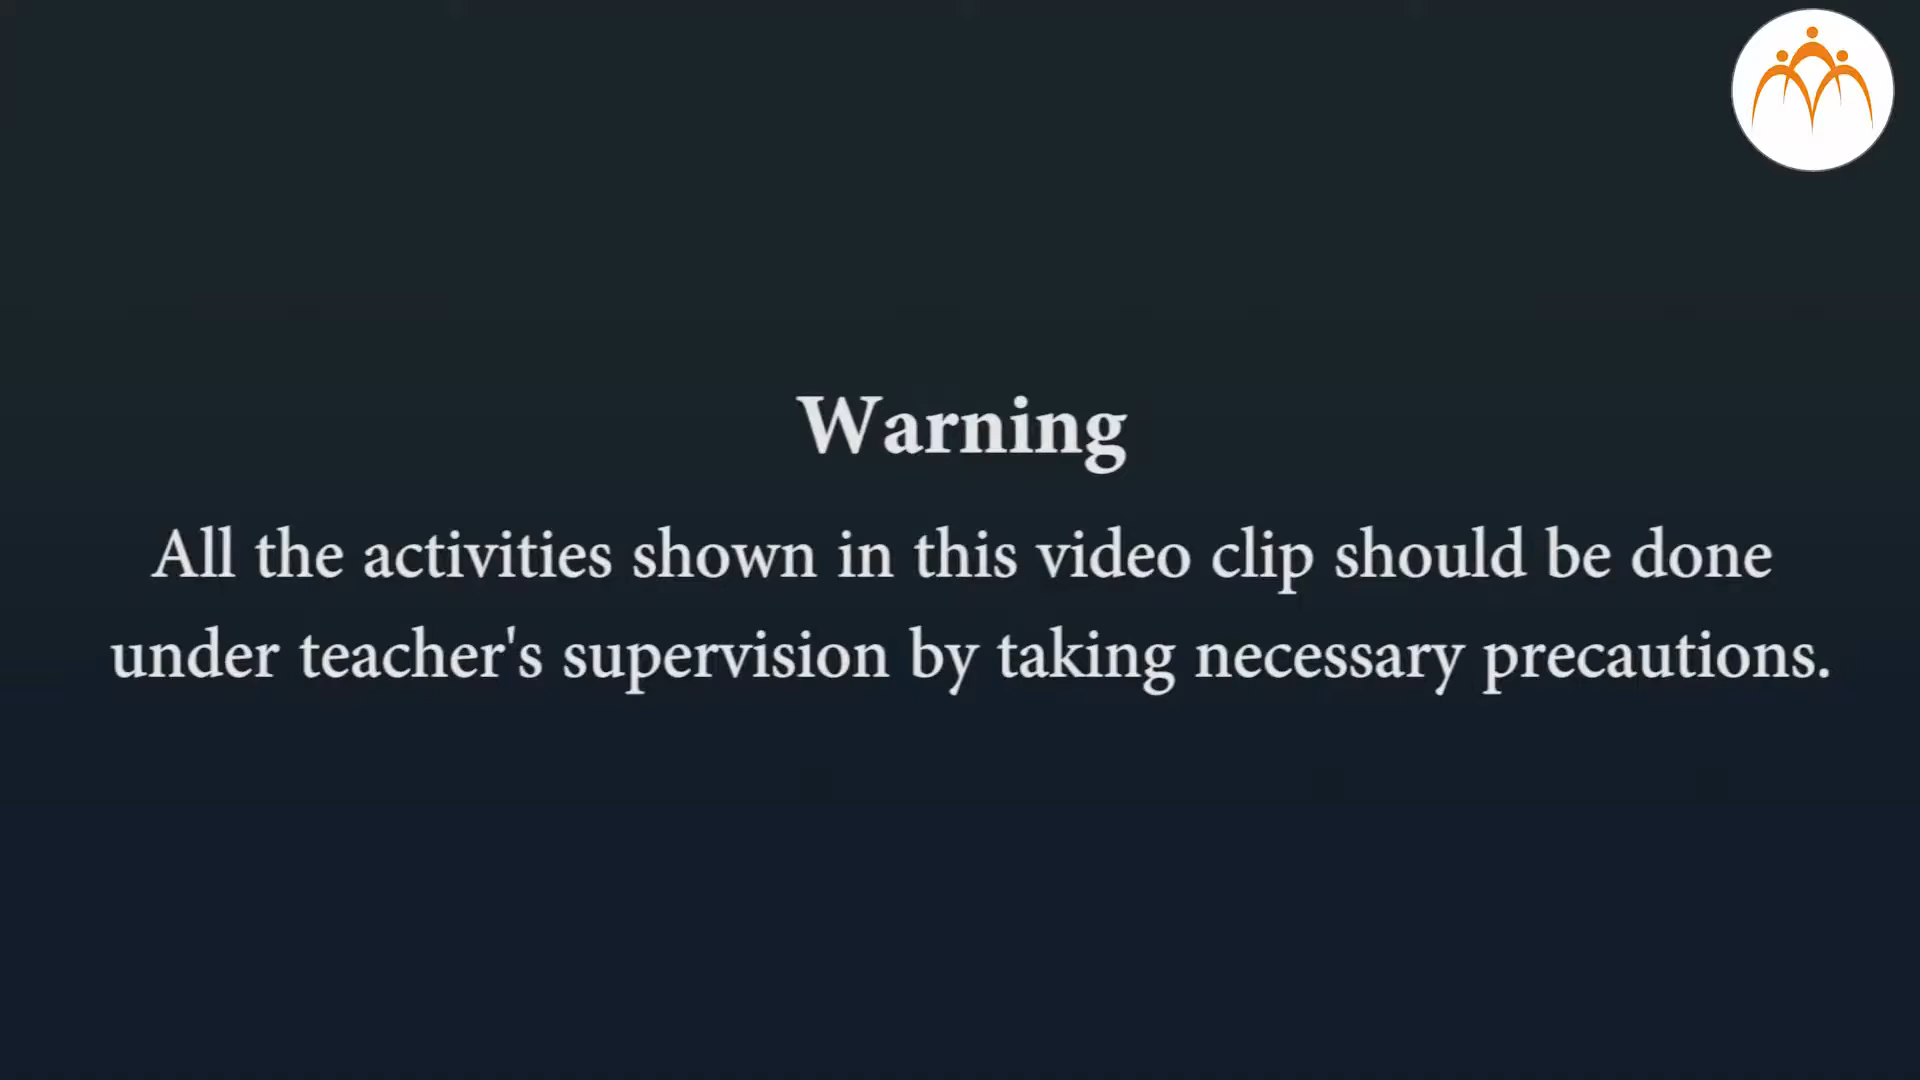 Warning
All the activities shown in this video clip should be done
under teacher's supervision by taking necessary precautions.